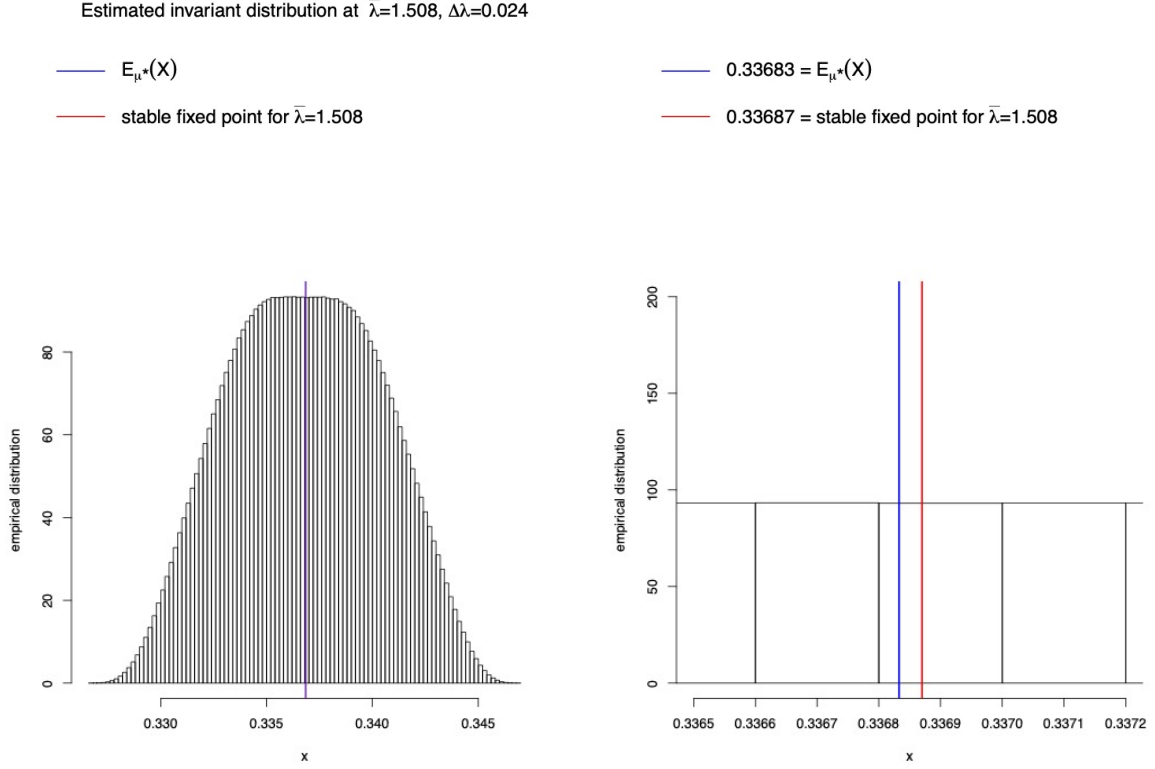 Estimated invariant distribution at λ̅=1.508, Δλ=0.024
E_μ*(X)
stable fixed point for λ̅=1.508
0.33683 = E_μ*(X)
0.33687 = stable fixed point for λ̅=1.508
empirical distribution
0
20
40
60
80
0.330
0.335
0.340
0.345
x
empirical distribution
0
50
100
150
200
0.3365
0.3366
0.3367
0.3368
0.3369
0.3370
0.3371
0.3372
x